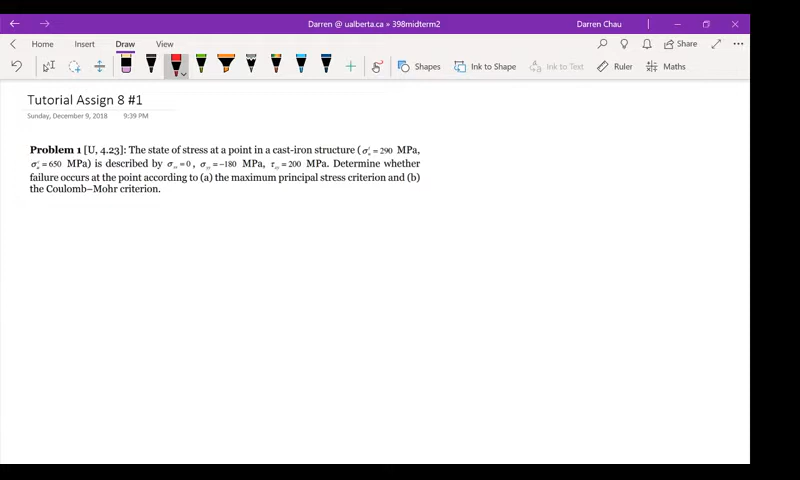 Darren @ ualberta.ca » 398midterm2
Darren Chau
Home Insert Draw View
Share
Shapes Ink to Shape Ink to Text Ruler Maths
Tutorial Assign 8 #1
Sunday, December 9, 2018 9:39 PM
Problem 1 [U, 4.23]: The state of stress at a point in a cast-iron structure ( = 290 MPa,
= 650 MPa) is described by = 0 , = −180 MPa, = 200 MPa. Determine whether
failure occurs at the point according to (a) the maximum principal stress criterion and (b)
the Coulomb–Mohr criterion.